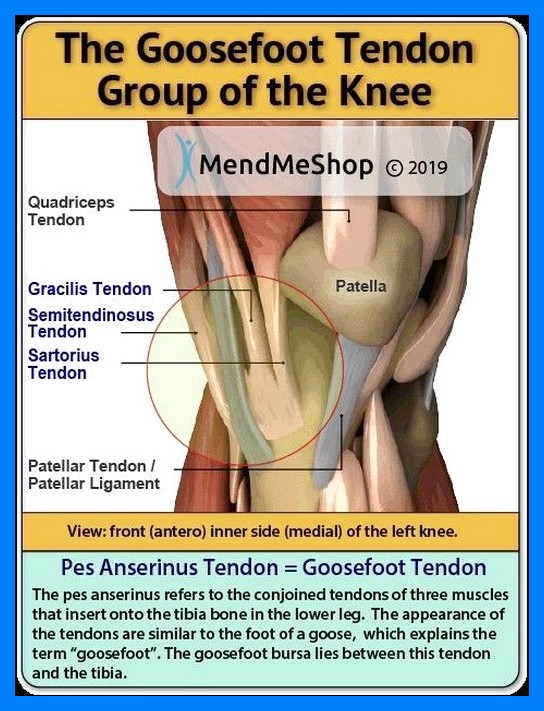 The Goosefoot Tendon
Group of the Knee
MendMeShop © 2019
Quadriceps
Tendon
Patella
Gracilis Tendon
Semitendinosus
Tendon
Sartorius
Tendon
Patellar Tendon /
Patellar Ligament
View: front (antero) inner side (medial) of the left knee.
Pes Anserinus Tendon = Goosefoot Tendon
The pes anserinus refers to the conjoined tendons of three muscles
that insert onto the tibia bone in the lower leg. The appearance of
the tendons are similar to the foot of a goose, which explains the
term “goosefoot”. The goosefoot bursa lies between this tendon
and the tibia.